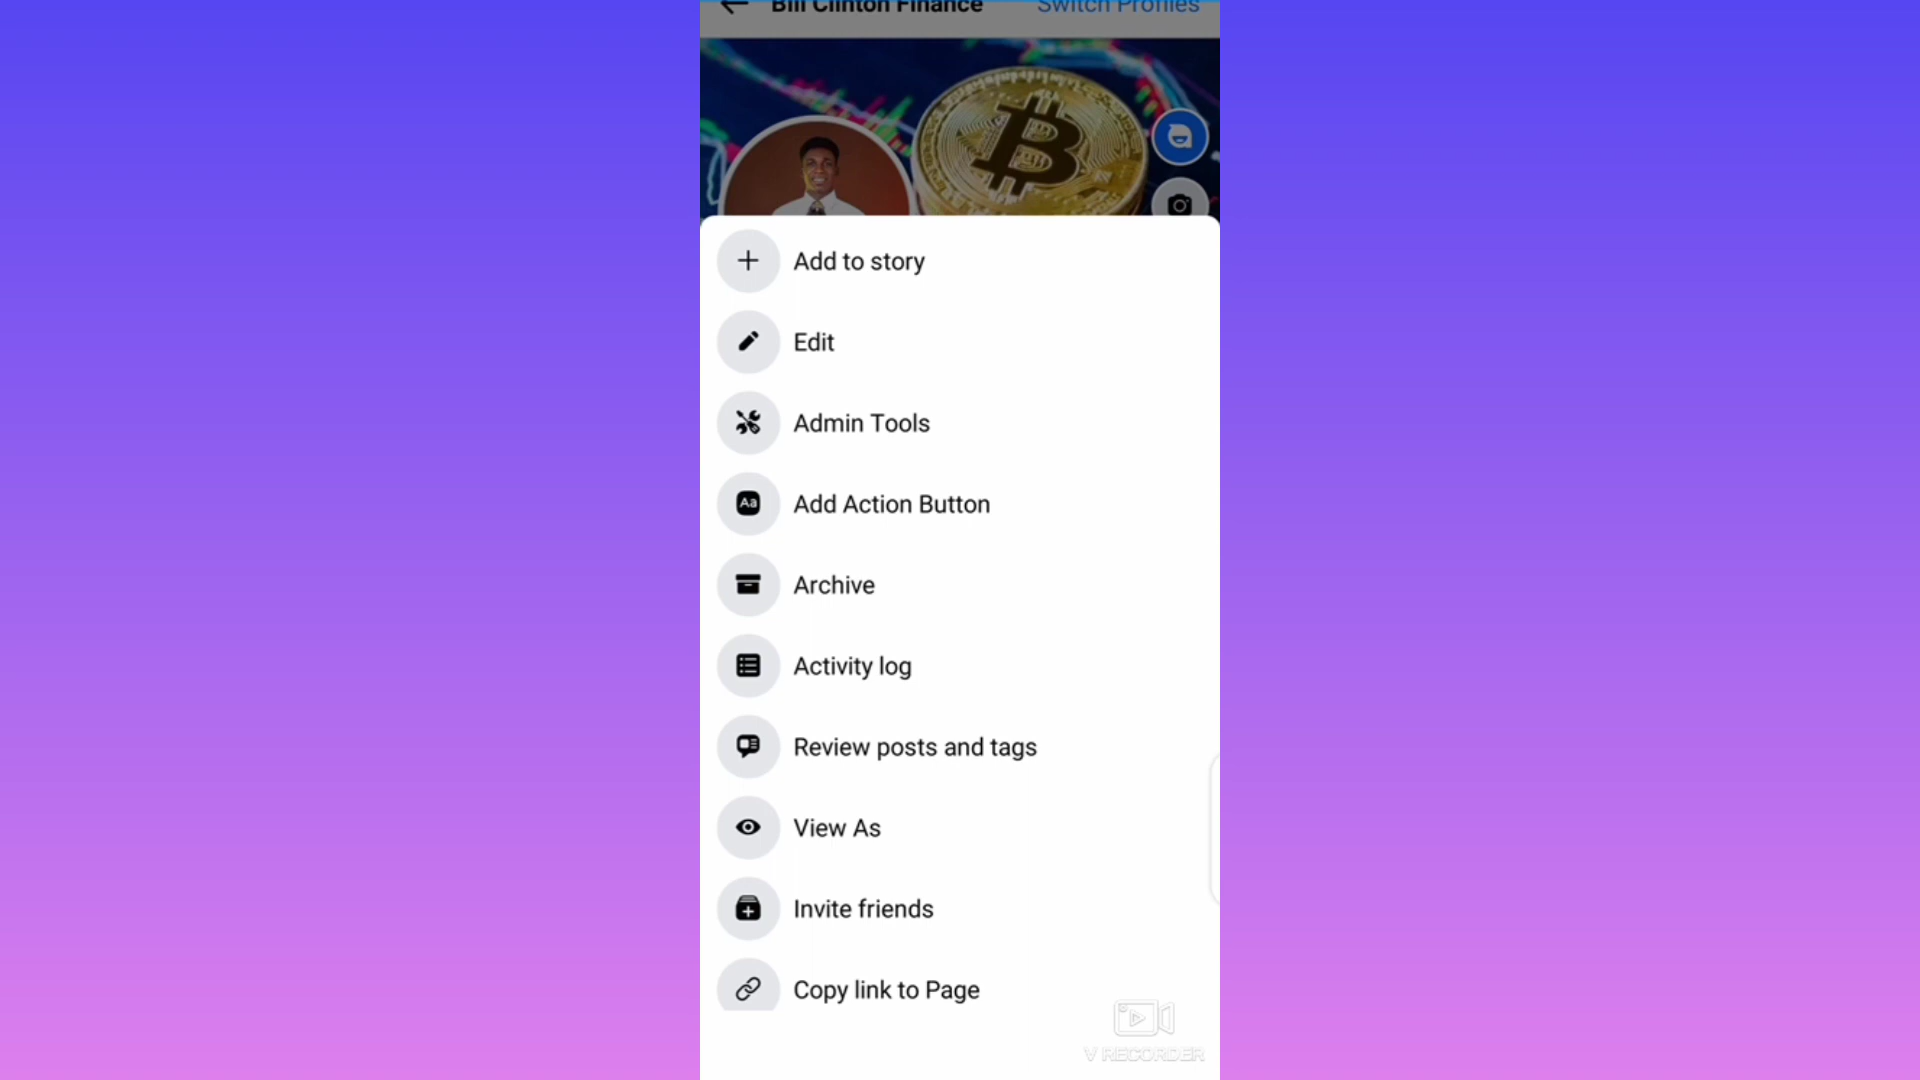 Bill Clinton Finance
Switch Profiles
Add to story
Edit
Admin Tools
Aa
Add Action Button
Archive
Activity log
Review posts and tags
View As
Invite friends
Copy link to Page
V RECORDER